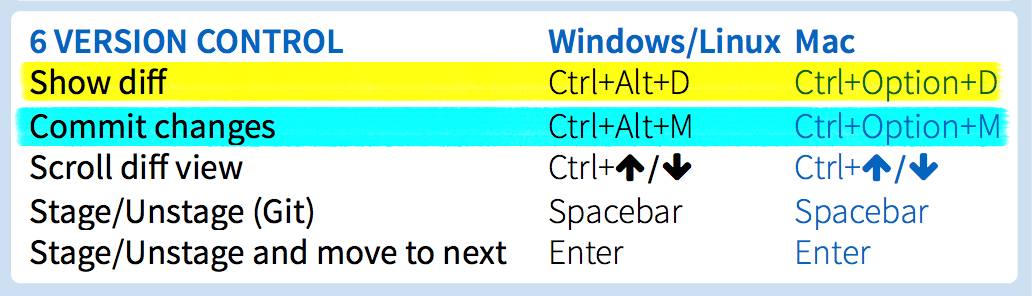 6 VERSION CONTROL Windows/Linux Mac
Show diff Ctrl+Alt+D Ctrl+Option+D
Commit changes Ctrl+Alt+M Ctrl+Option+M
Scroll diff view Ctrl+↑/↓ Ctrl+↑/↓
Stage/Unstage (Git) Spacebar Spacebar
Stage/Unstage and move to next Enter Enter